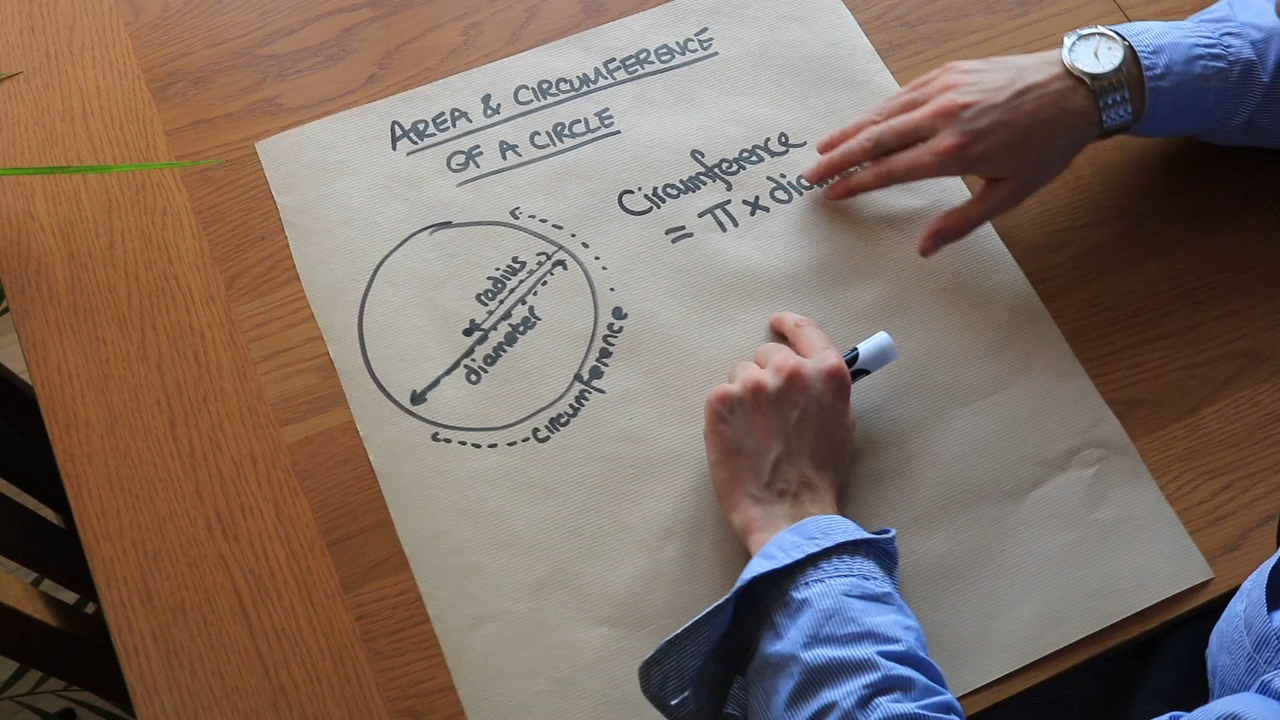 AREA & CIRCUMFERENCE
OF A CIRCLE
Circumference
= π x
radius
diameter
circumference